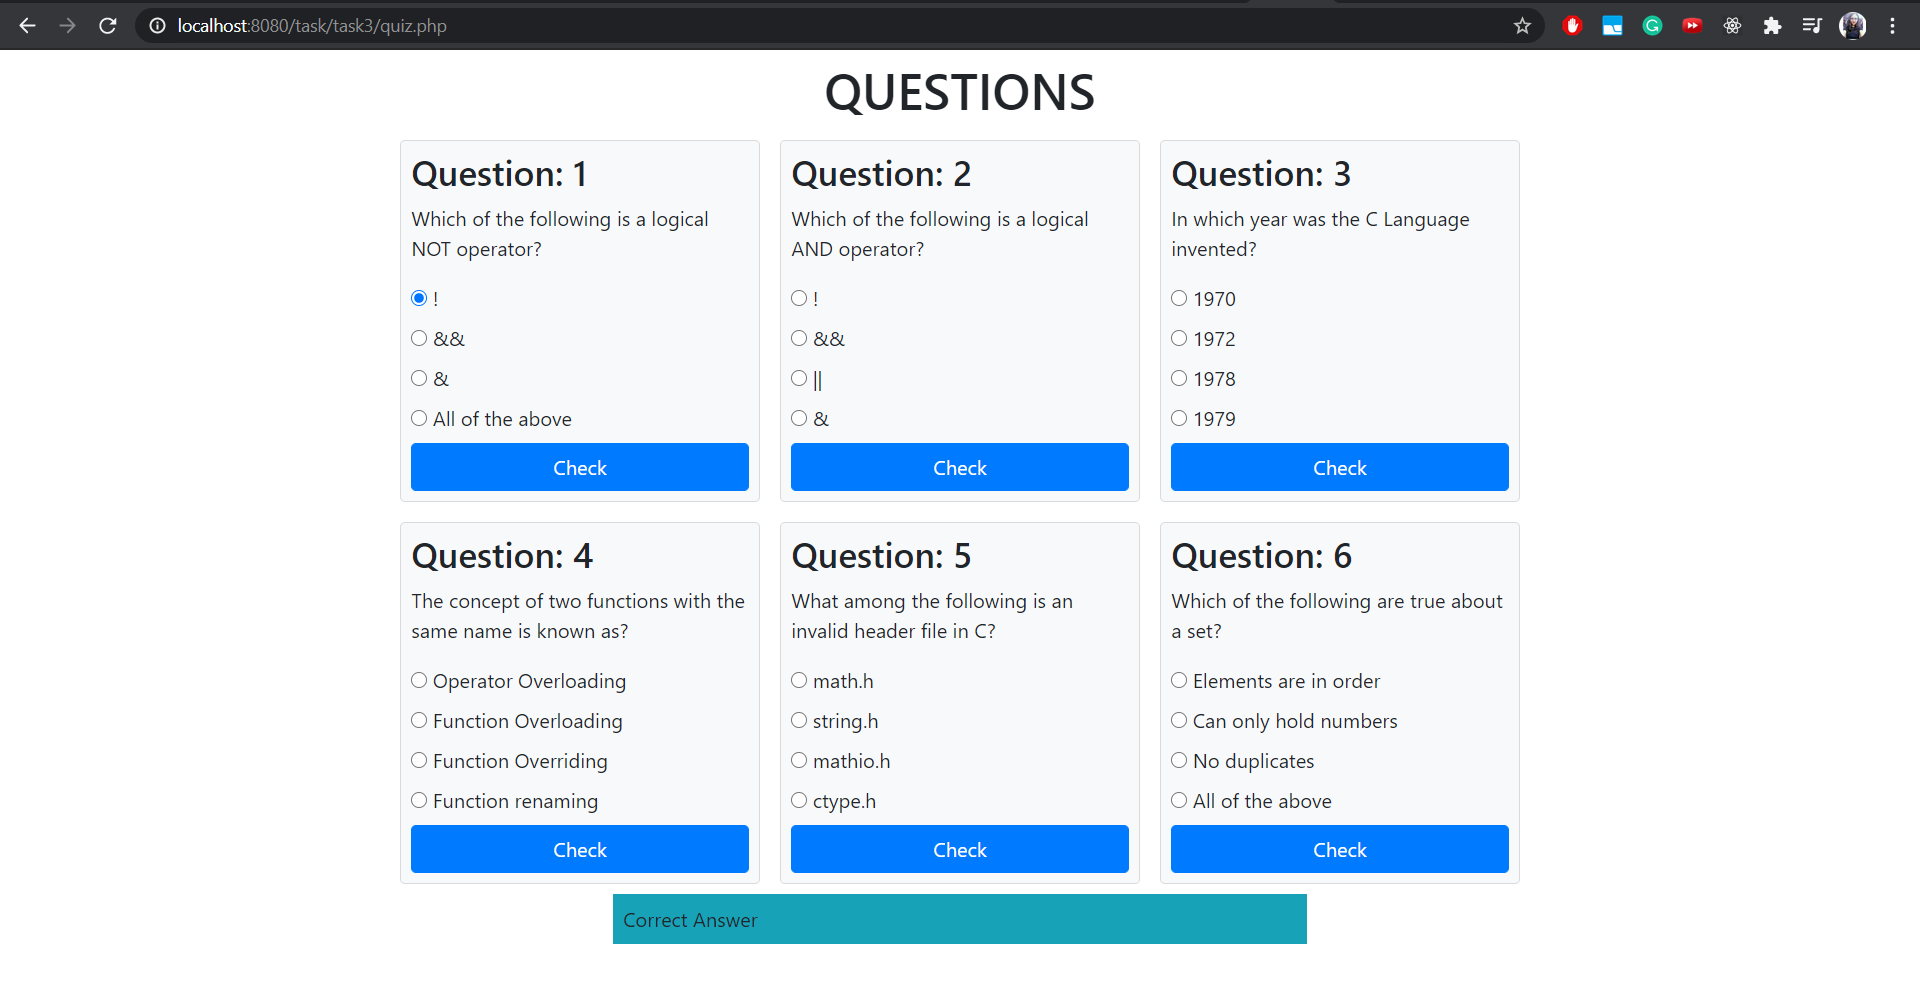 localhost:8080/task/task3/quiz.php
QUESTIONS
Question: 1
Which of the following is a logical
NOT operator?
!
&&
&
All of the above
Check
Question: 2
Which of the following is a logical
AND operator?
!
&&
||
&
Check
Question: 3
In which year was the C Language
invented?
1970
1972
1978
1979
Check
Question: 4
The concept of two functions with the
same name is known as?
Operator Overloading
Function Overloading
Function Overriding
Function renaming
Check
Question: 5
What among the following is an
invalid header file in C?
math.h
string.h
mathio.h
ctype.h
Check
Question: 6
Which of the following are true about
a set?
Elements are in order
Can only hold numbers
No duplicates
All of the above
Check
Correct Answer